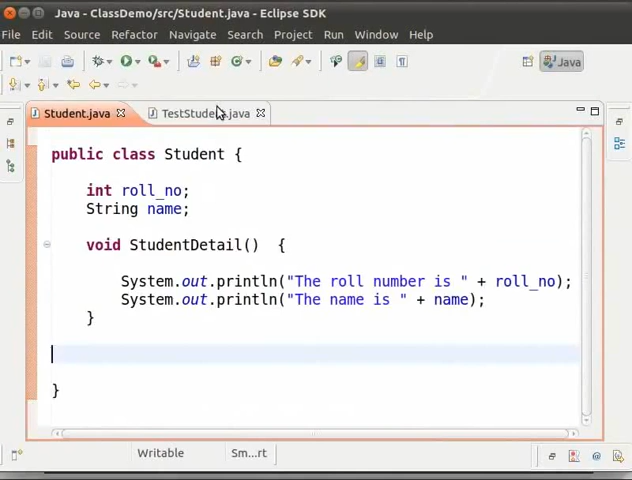 Java - ClassDemo/src/Student.java - Eclipse SDK
File Edit Source Refactor Navigate Search Project Run Window Help
Java
Student.java TestStudent.java
public class Student {
int roll_no;
String name;
void StudentDetail() {
System.out.println("The roll number is " + roll_no);
System.out.println("The name is " + name);
}
}
Writable Sm...rt